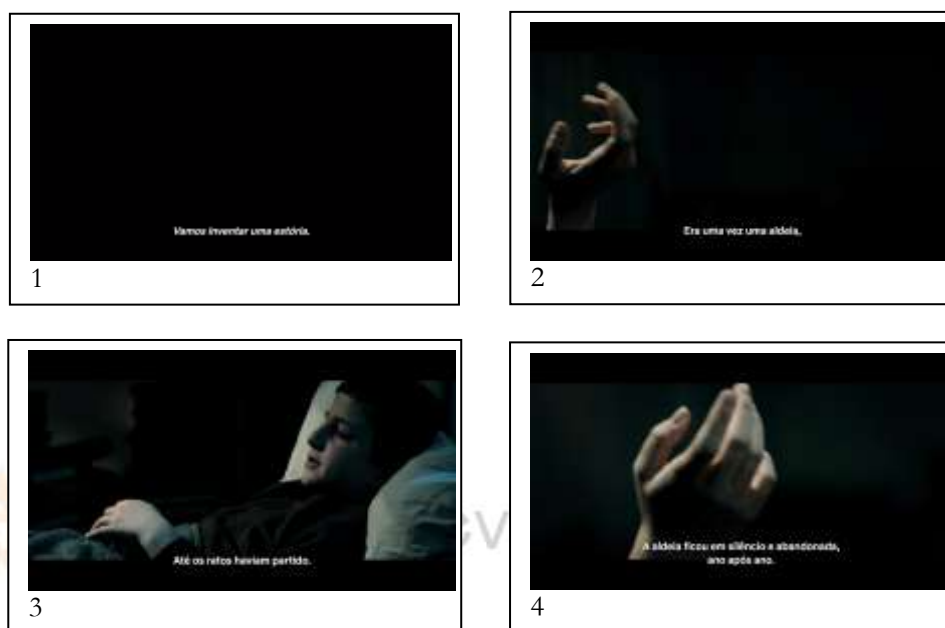 Vamos inventar uma estória.
1
Era uma vez uma aldeia,
2
Até os ratos haviam partido.
3
A aldeia ficou em silêncio e abandonada,
ano após ano.
4